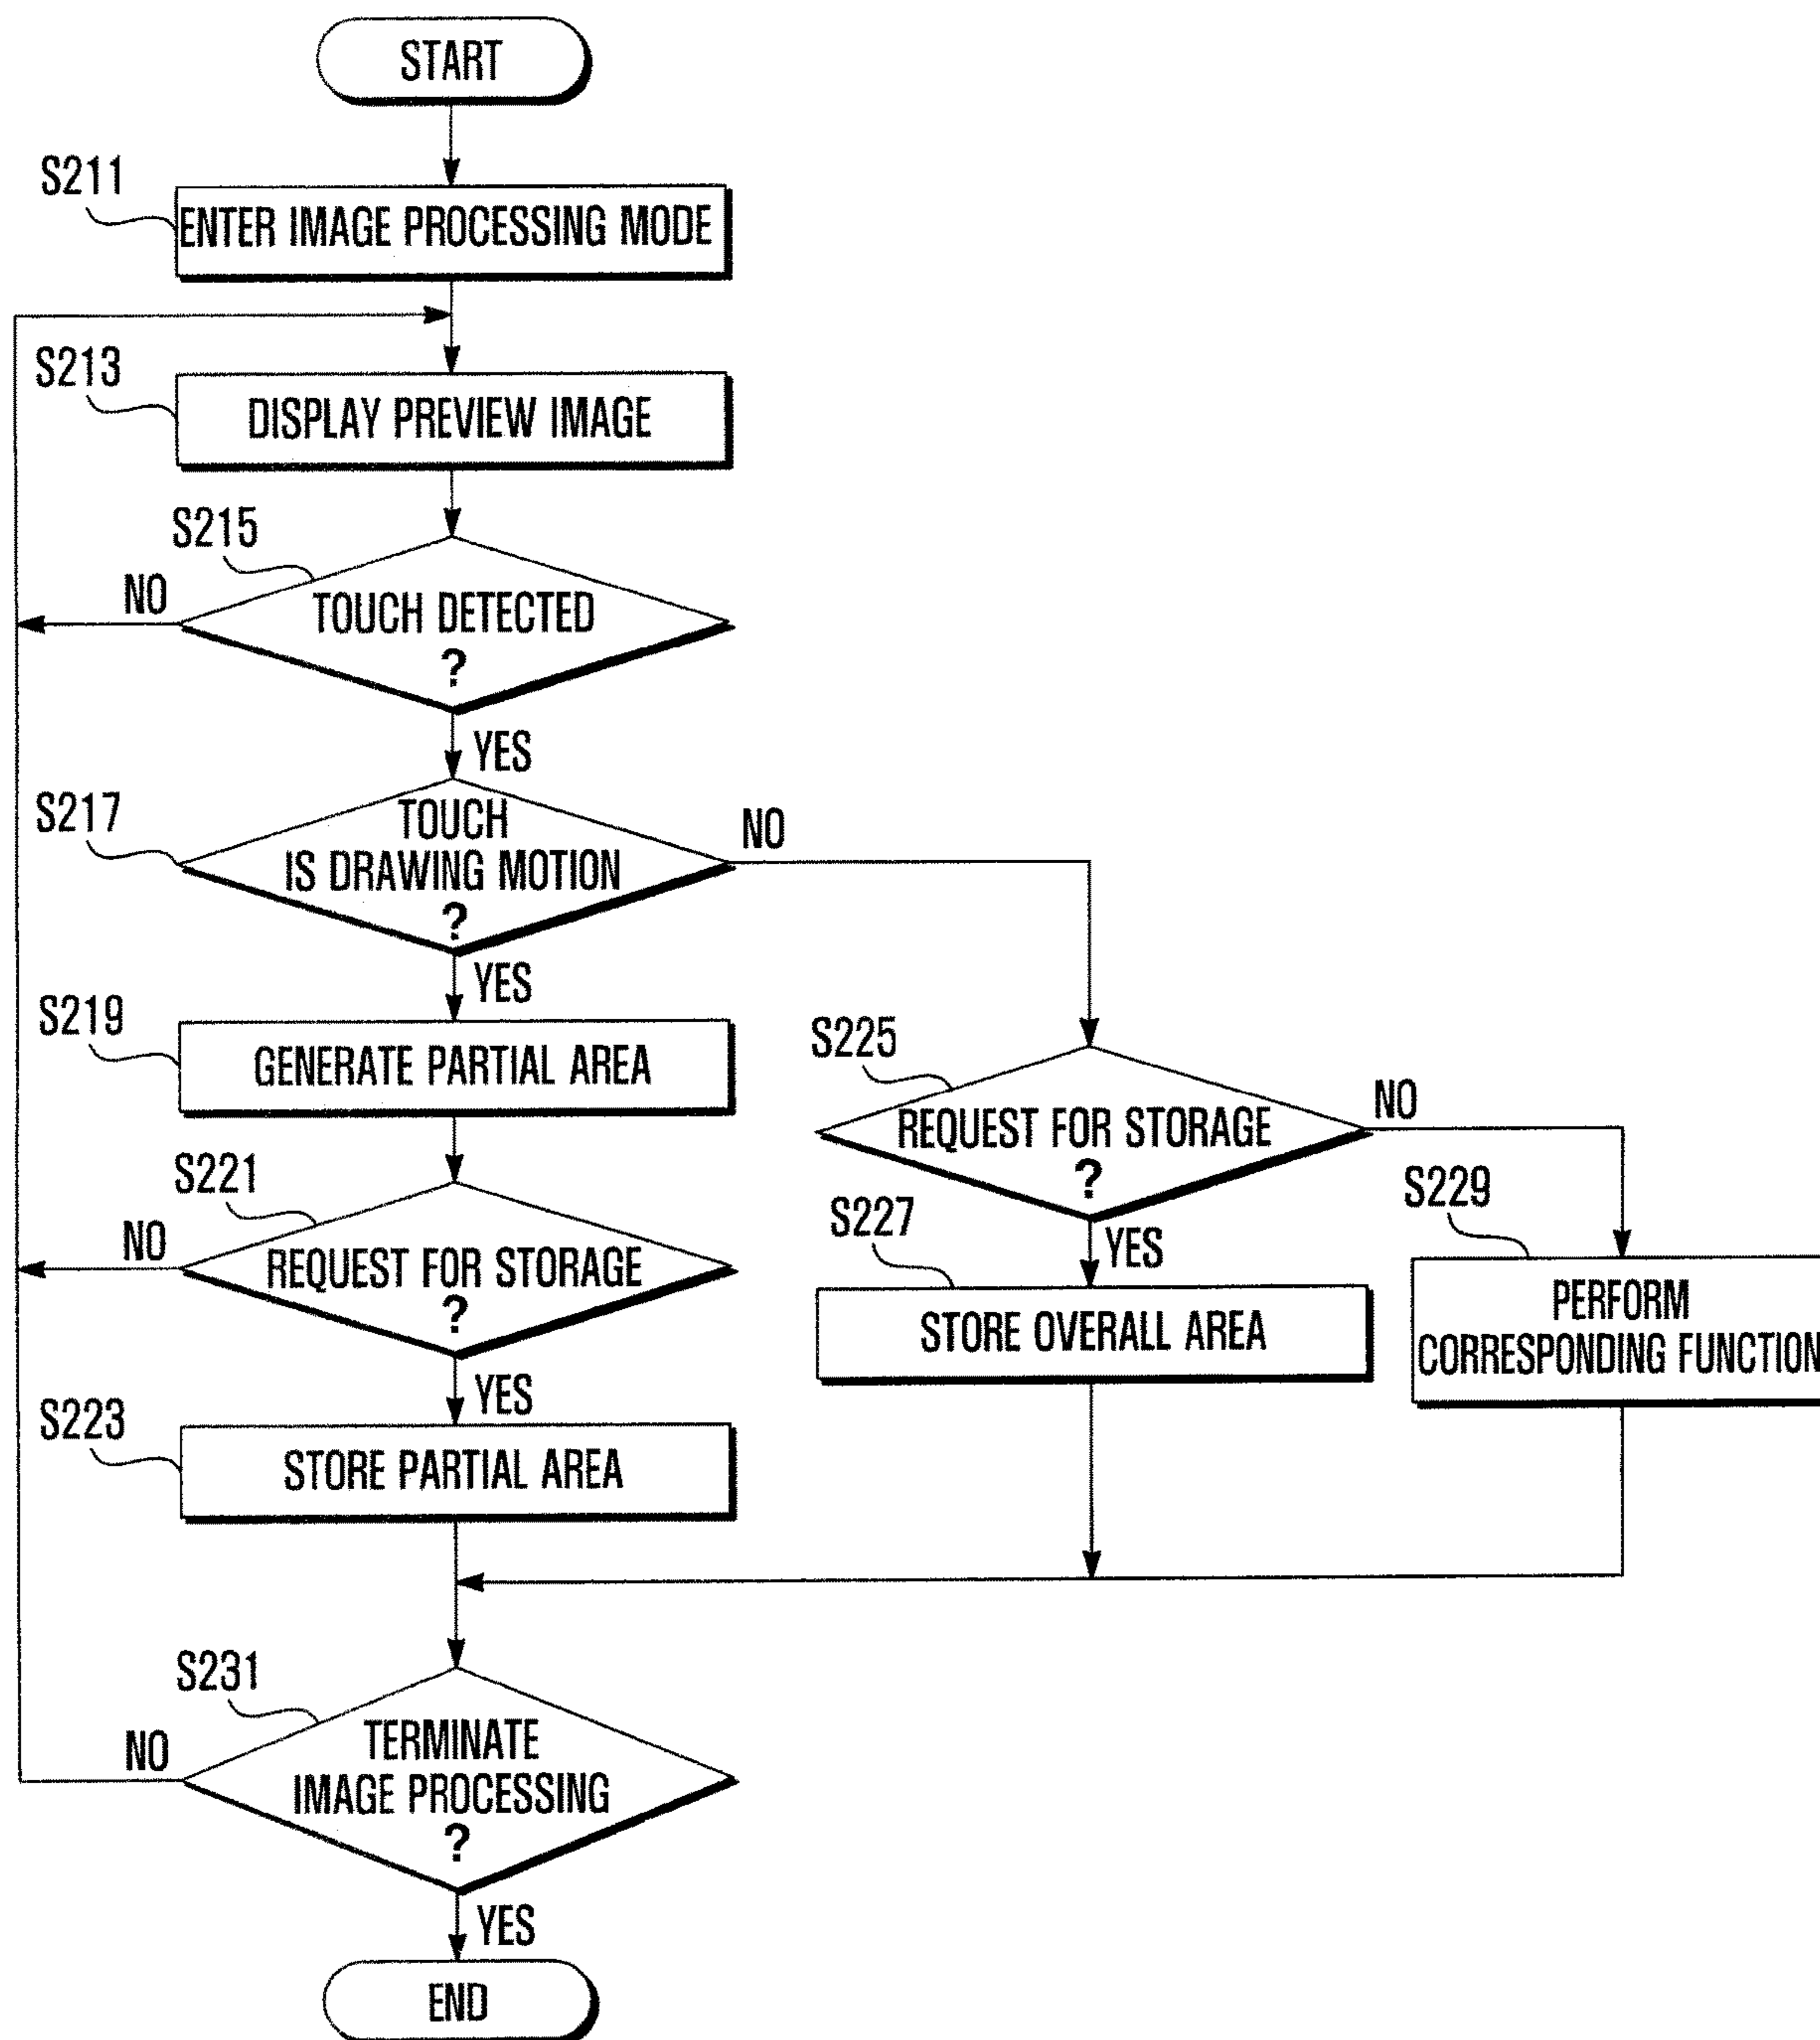 START
S211
ENTER IMAGE PROCESSING MODE
S213
DISPLAY PREVIEW IMAGE
S215
NO
TOUCH DETECTED
?
YES
S217
TOUCH
IS DRAWING MOTION
?
NO
YES
S219
GENERATE PARTIAL AREA
S221
NO
REQUEST FOR STORAGE
?
YES
S223
STORE PARTIAL AREA
S225
REQUEST FOR STORAGE
?
NO
YES
S227
STORE OVERALL AREA
S229
PERFORM
CORRESPONDING FUNCTION
S231
NO
TERMINATE
IMAGE PROCESSING
?
YES
END